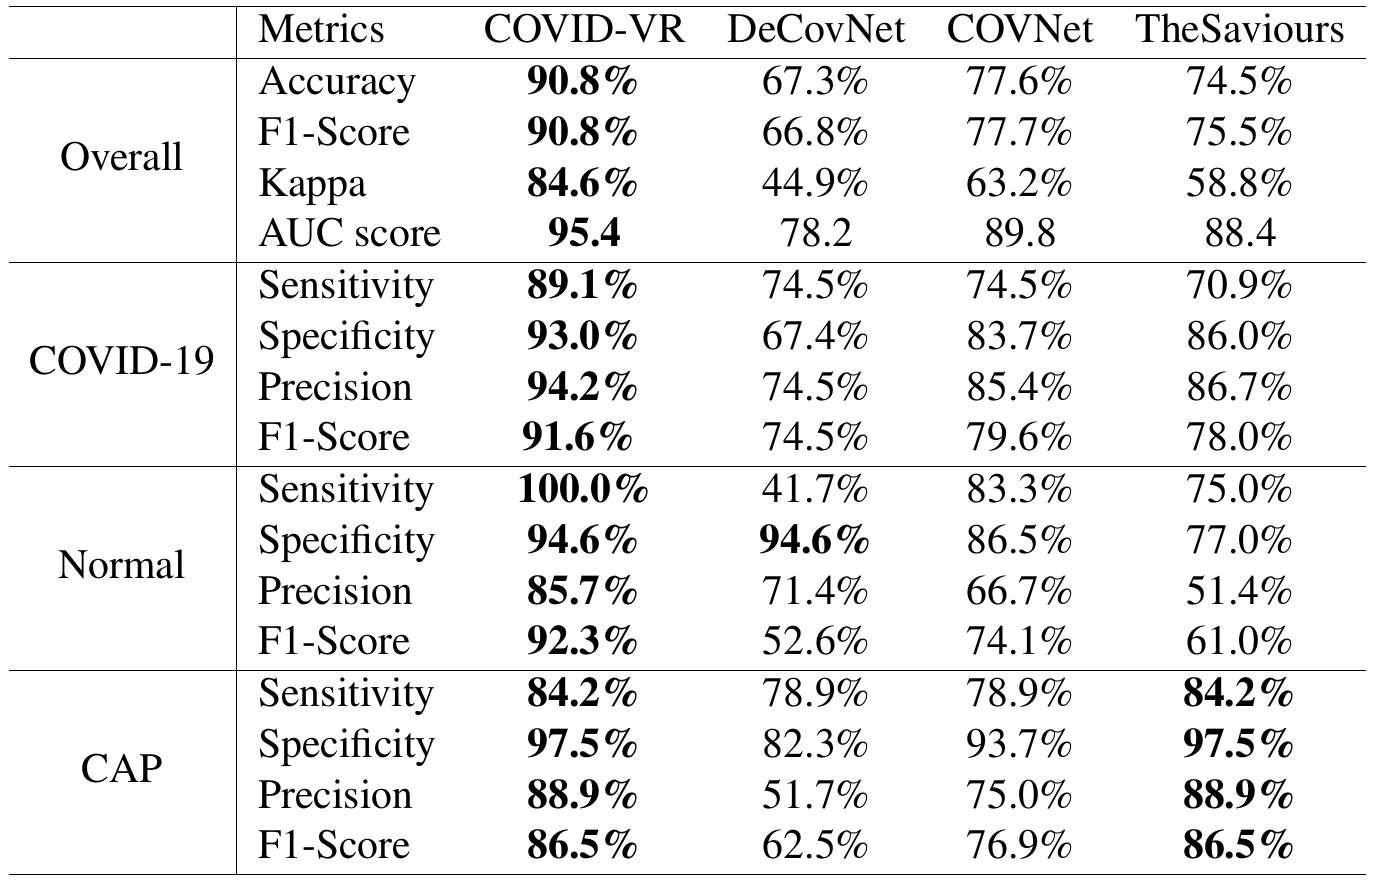 Metrics COVID-VR DeCovNet COVNet TheSaviours
Overall
Accuracy 90.8% 67.3% 77.6% 74.5%
F1-Score 90.8% 66.8% 77.7% 75.5%
Kappa 84.6% 44.9% 63.2% 58.8%
AUC score 95.4 78.2 89.8 88.4
COVID-19
Sensitivity 89.1% 74.5% 74.5% 70.9%
Specificity 93.0% 67.4% 83.7% 86.0%
Precision 94.2% 74.5% 85.4% 86.7%
F1-Score 91.6% 74.5% 79.6% 78.0%
Normal
Sensitivity 100.0% 41.7% 83.3% 75.0%
Specificity 94.6% 94.6% 86.5% 77.0%
Precision 85.7% 71.4% 66.7% 51.4%
F1-Score 92.3% 52.6% 74.1% 61.0%
CAP
Sensitivity 84.2% 78.9% 78.9% 84.2%
Specificity 97.5% 82.3% 93.7% 97.5%
Precision 88.9% 51.7% 75.0% 88.9%
F1-Score 86.5% 62.5% 76.9% 86.5%